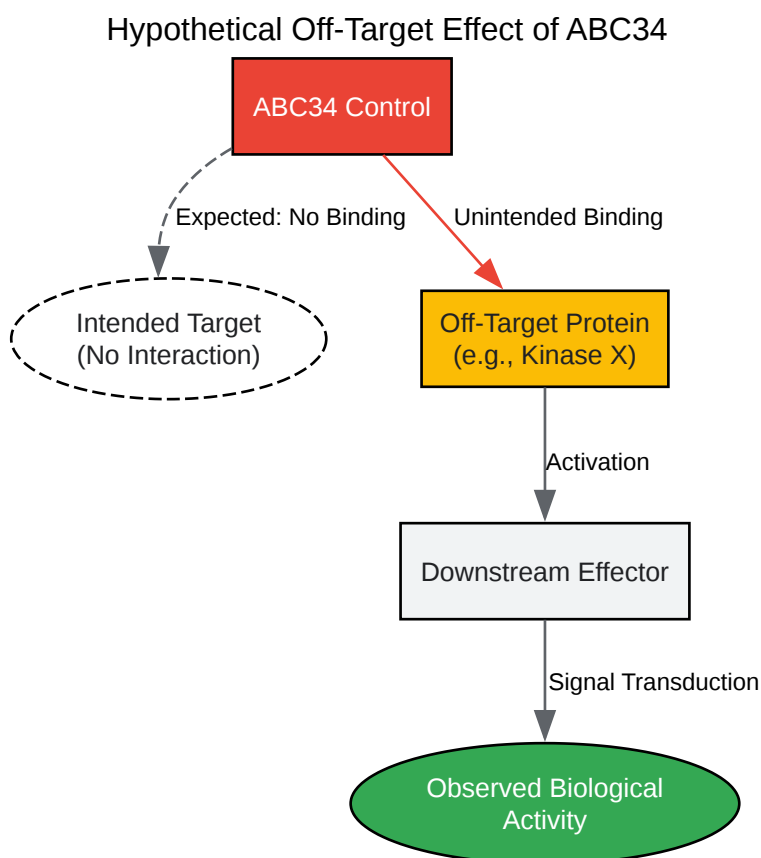 Hypothetical Off-Target Effect of ABC34
ABC34 Control
Expected: No Binding
Unintended Binding
Intended Target
(No Interaction)
Off-Target Protein
(e.g., Kinase X)
Activation
Downstream Effector
Signal Transduction
Observed Biological
Activity